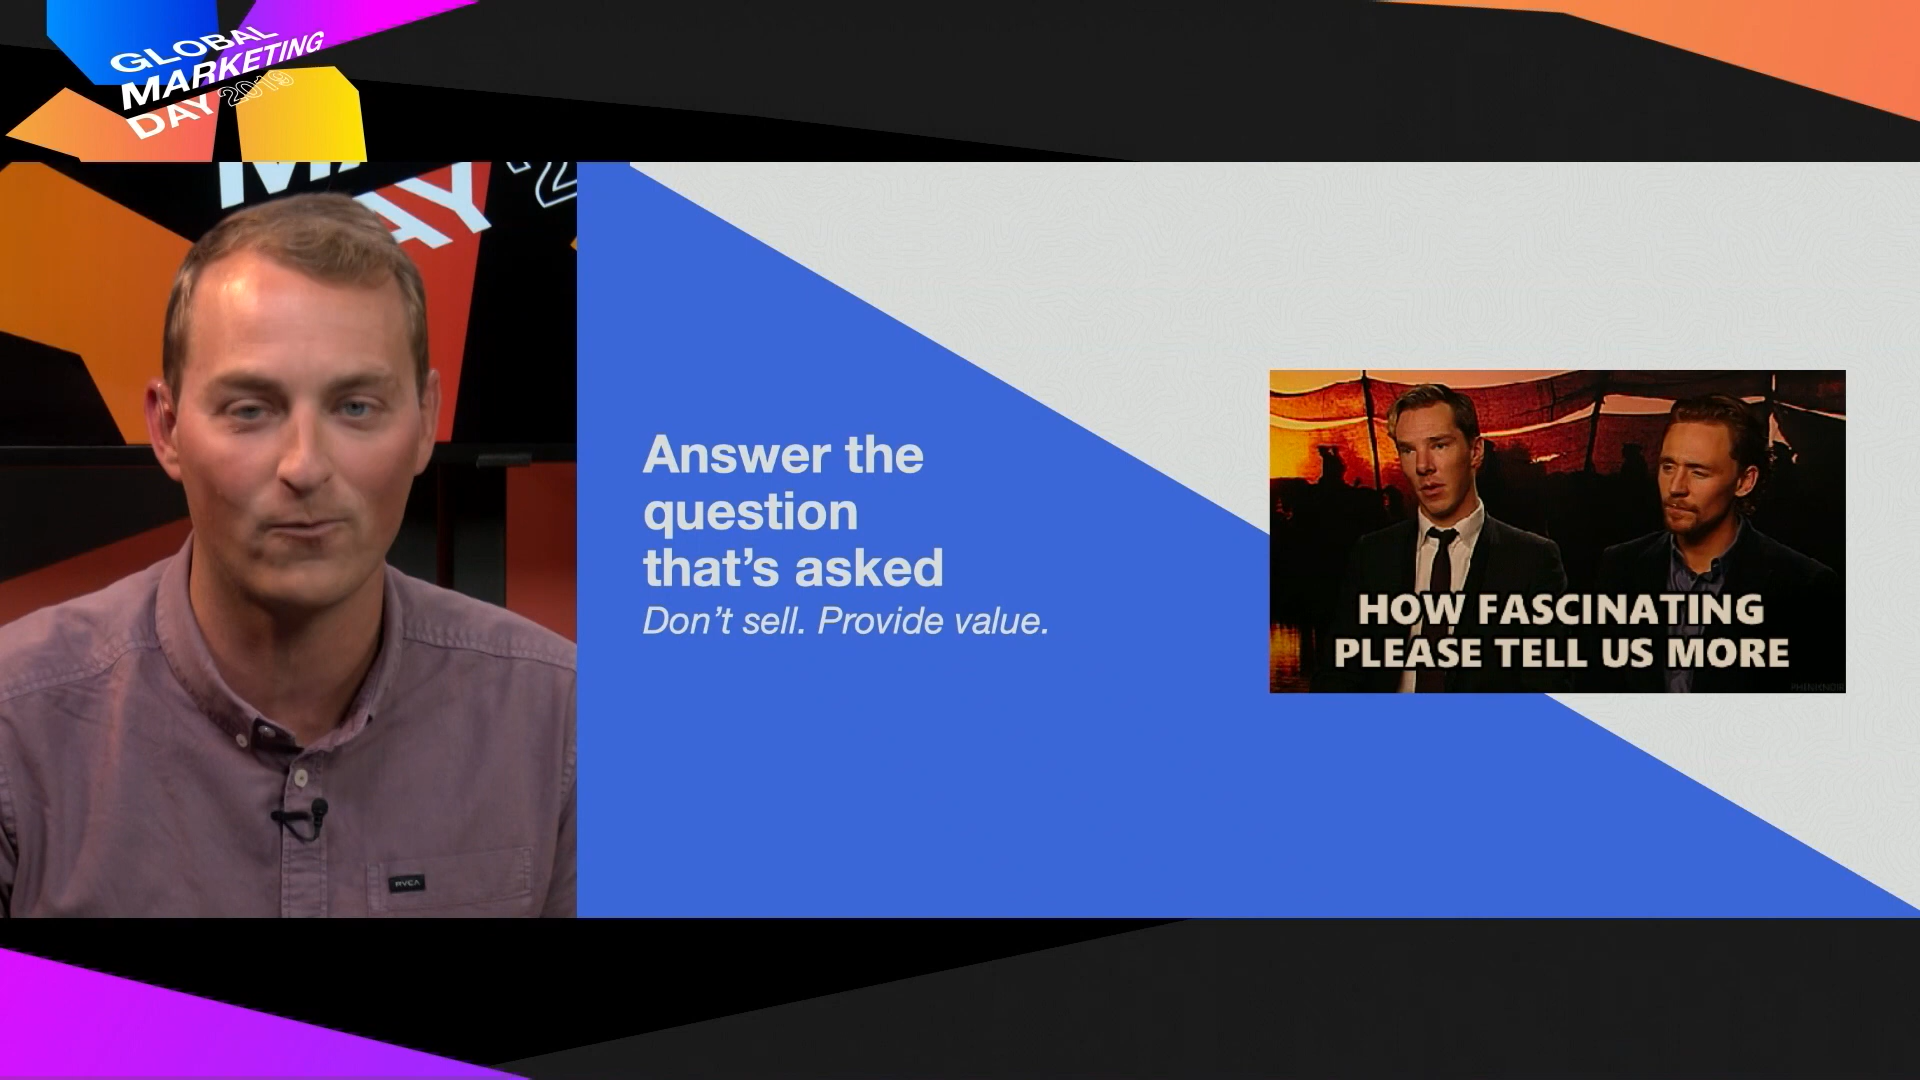 GLOBAL
MARKETING
DAY 2019
AY
Answer the
question
that's asked
Don't sell. Provide value.
HOW FASCINATING
PLEASE TELL US MORE
RVCA